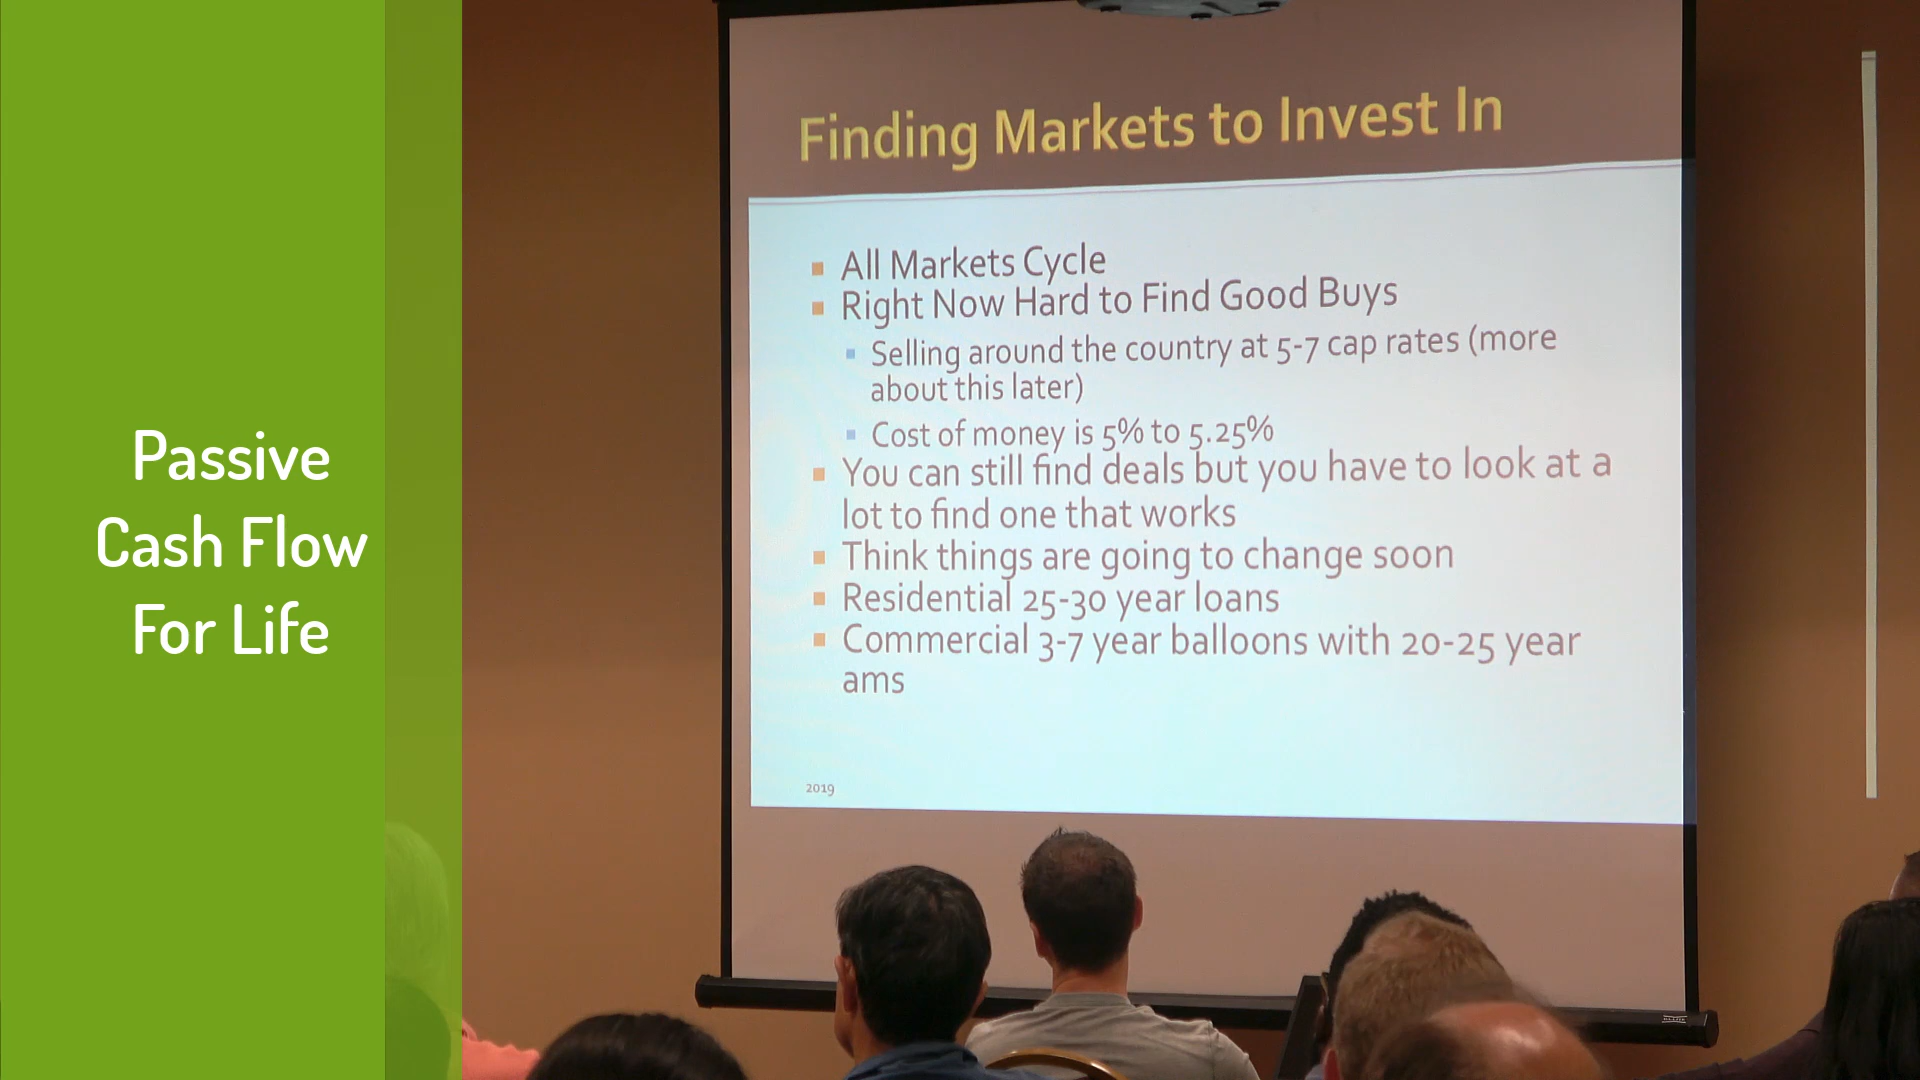 Passive
Cash Flow
For Life
Finding Markets to Invest In
All Markets Cycle
Right Now Hard to Find Good Buys
Selling around the country at 5-7 cap rates (more
about this later)
Cost of money is 5% to 5.25%
You can still find deals but you have to look at a
lot to find one that works
Think things are going to change soon
Residential 25-30 year loans
Commercial 3-7 year balloons with 20-25 year
ams
2019